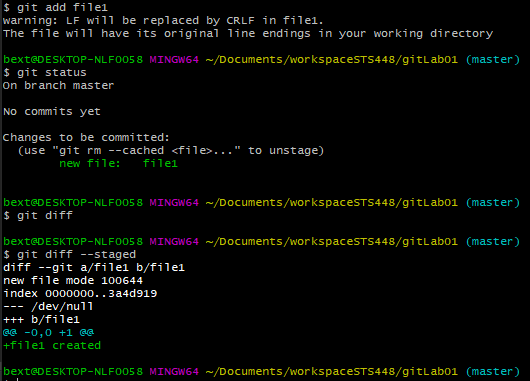 $ git add file1
warning: LF will be replaced by CRLF in file1.
The file will have its original line endings in your working directory
bext@DESKTOP-NLF0058 MINGW64 ~/Documents/workspaceSTS448/gitLab01 (master)
$ git status
On branch master
No commits yet
Changes to be committed:
  (use "git rm --cached <file>..." to unstage)
        new file:   file1
bext@DESKTOP-NLF0058 MINGW64 ~/Documents/workspaceSTS448/gitLab01 (master)
$ git diff
bext@DESKTOP-NLF0058 MINGW64 ~/Documents/workspaceSTS448/gitLab01 (master)
$ git diff --staged
diff --git a/file1 b/file1
new file mode 100644
index 0000000..3a4d919
--- /dev/null
+++ b/file1
@@ -0,0 +1 @@
+file1 created
bext@DESKTOP-NLF0058 MINGW64 ~/Documents/workspaceSTS448/gitLab01 (master)